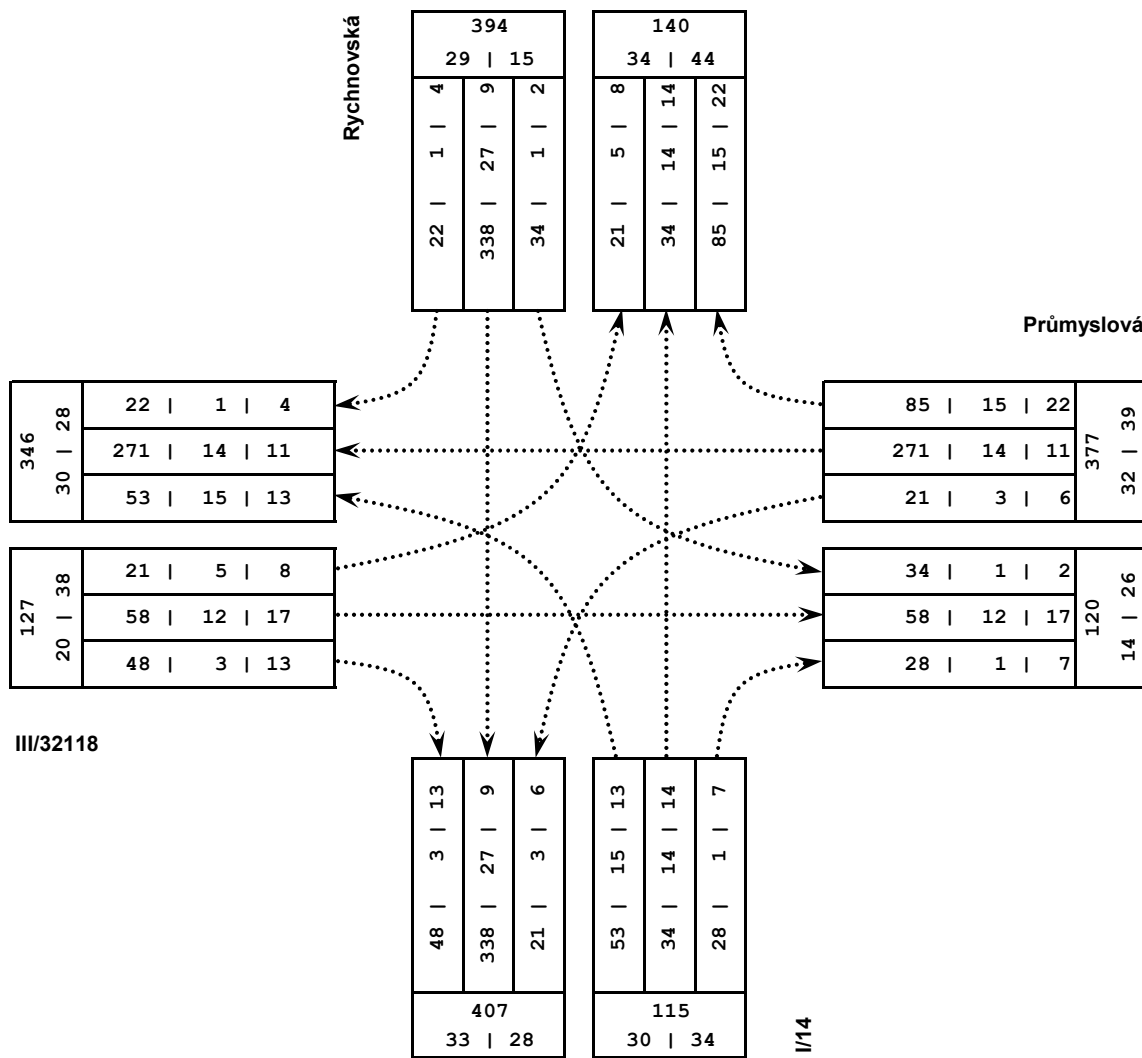 Rychnovská
394
29 | 15
22 | 1 | 4
338 | 27 | 9
34 | 1 | 2
140
34 | 44
21 | 5 | 8
34 | 14 | 14
85 | 15 | 22
Průmyslová
346
30 | 28
22 | 1 | 4
271 | 14 | 11
53 | 15 | 13
85 | 15 | 22
271 | 14 | 11
21 | 3 | 6
377
32 | 39
127
20 | 38
21 | 5 | 8
58 | 12 | 17
48 | 3 | 13
34 | 1 | 2
58 | 12 | 17
28 | 1 | 7
120
14 | 26
III/32118
48 | 3 | 13
338 | 27 | 9
21 | 3 | 6
407
33 | 28
53 | 15 | 13
34 | 14 | 14
28 | 1 | 7
115
30 | 34
I/14